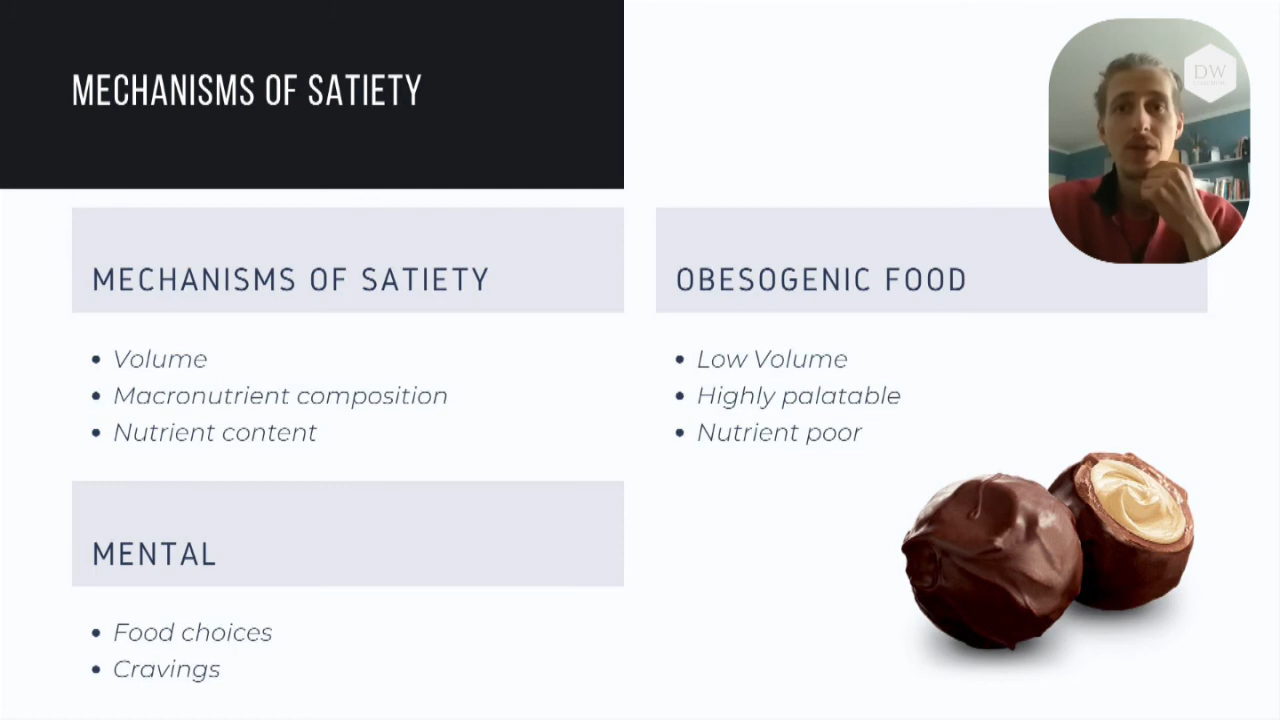 MECHANISMS OF SATIETY
DW
MECHANISMS OF SATIETY
• Volume
• Macronutrient composition
• Nutrient content
OBESOGENIC FOOD
• Low Volume
• Highly palatable
• Nutrient poor
MENTAL
• Food choices
• Cravings